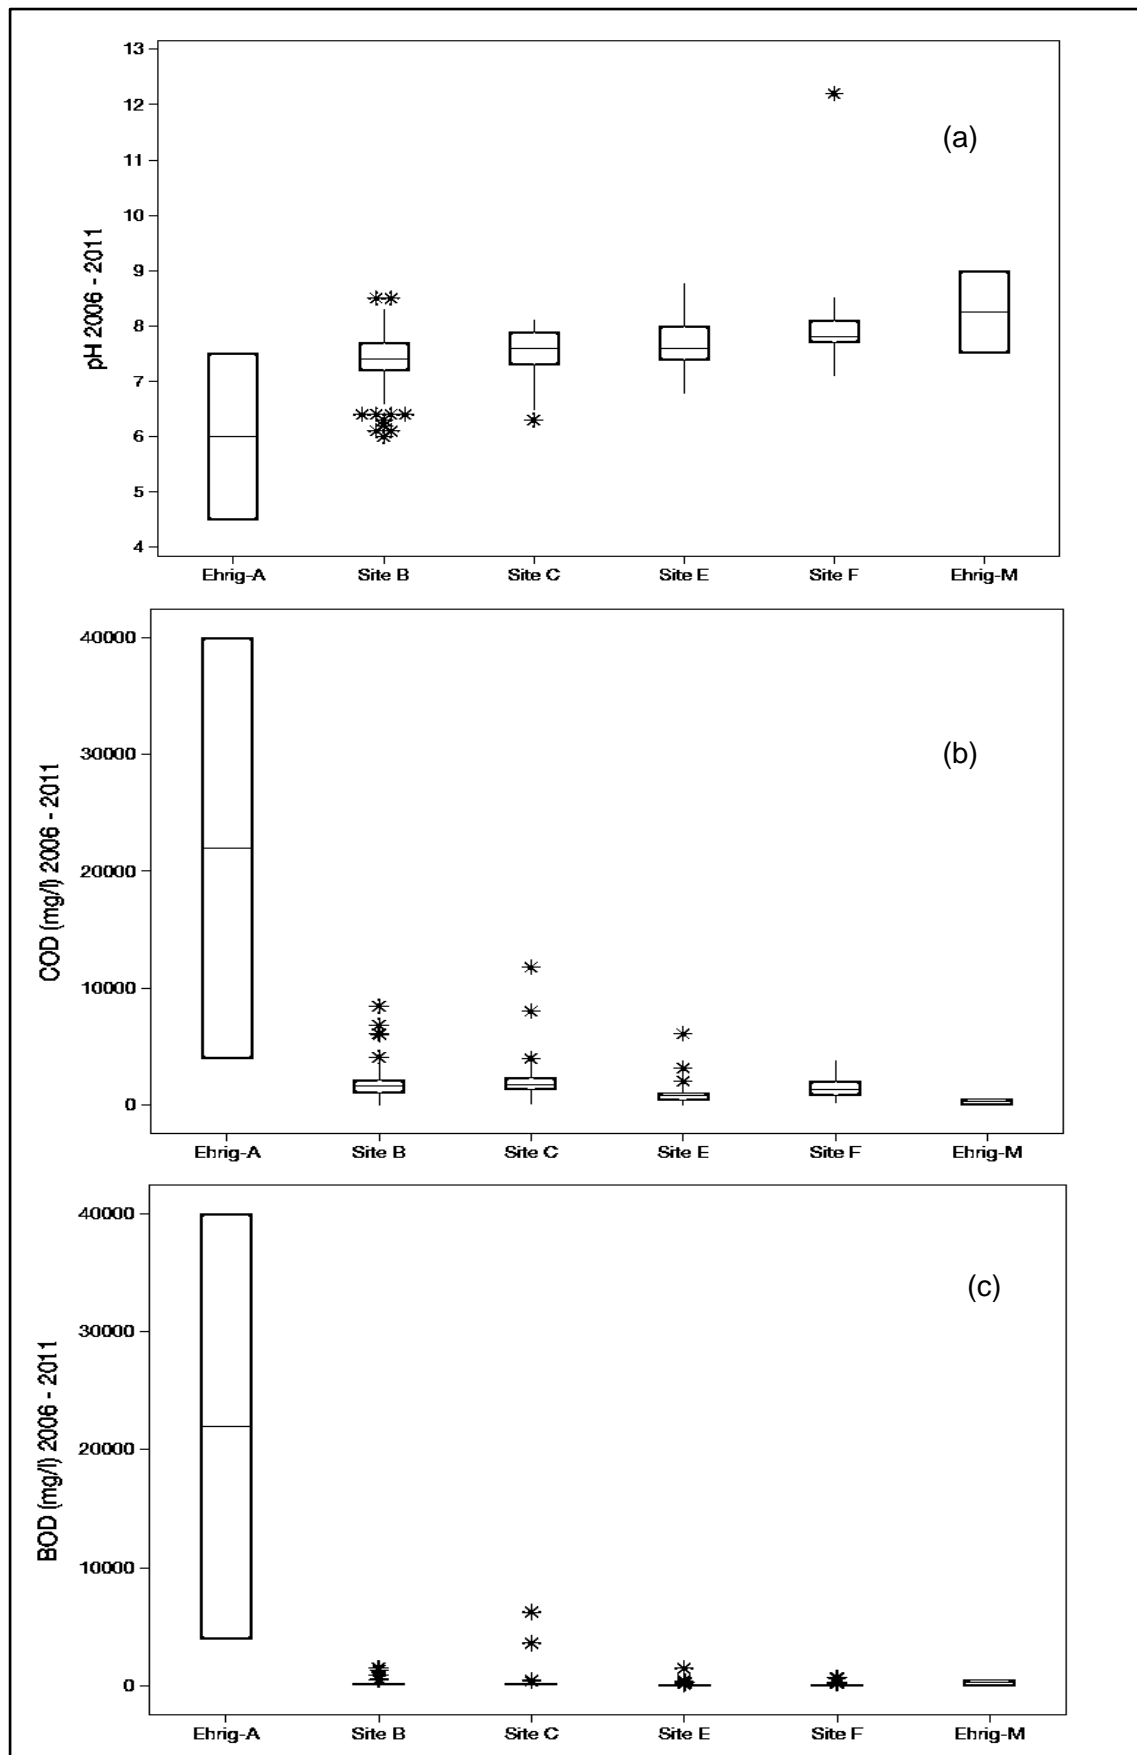 13
12
11
10
9
8
7
6
5
4
pH 2006 - 2011
(a)
Ehrig-A Site B Site C Site E Site F Ehrig-M
40000
30000
20000
10000
0
COD (mg/l) 2006 - 2011
(b)
Ehrig-A Site B Site C Site E Site F Ehrig-M
40000
30000
20000
10000
0
BOD (mg/l) 2006 - 2011
(c)
Ehrig-A Site B Site C Site E Site F Ehrig-M